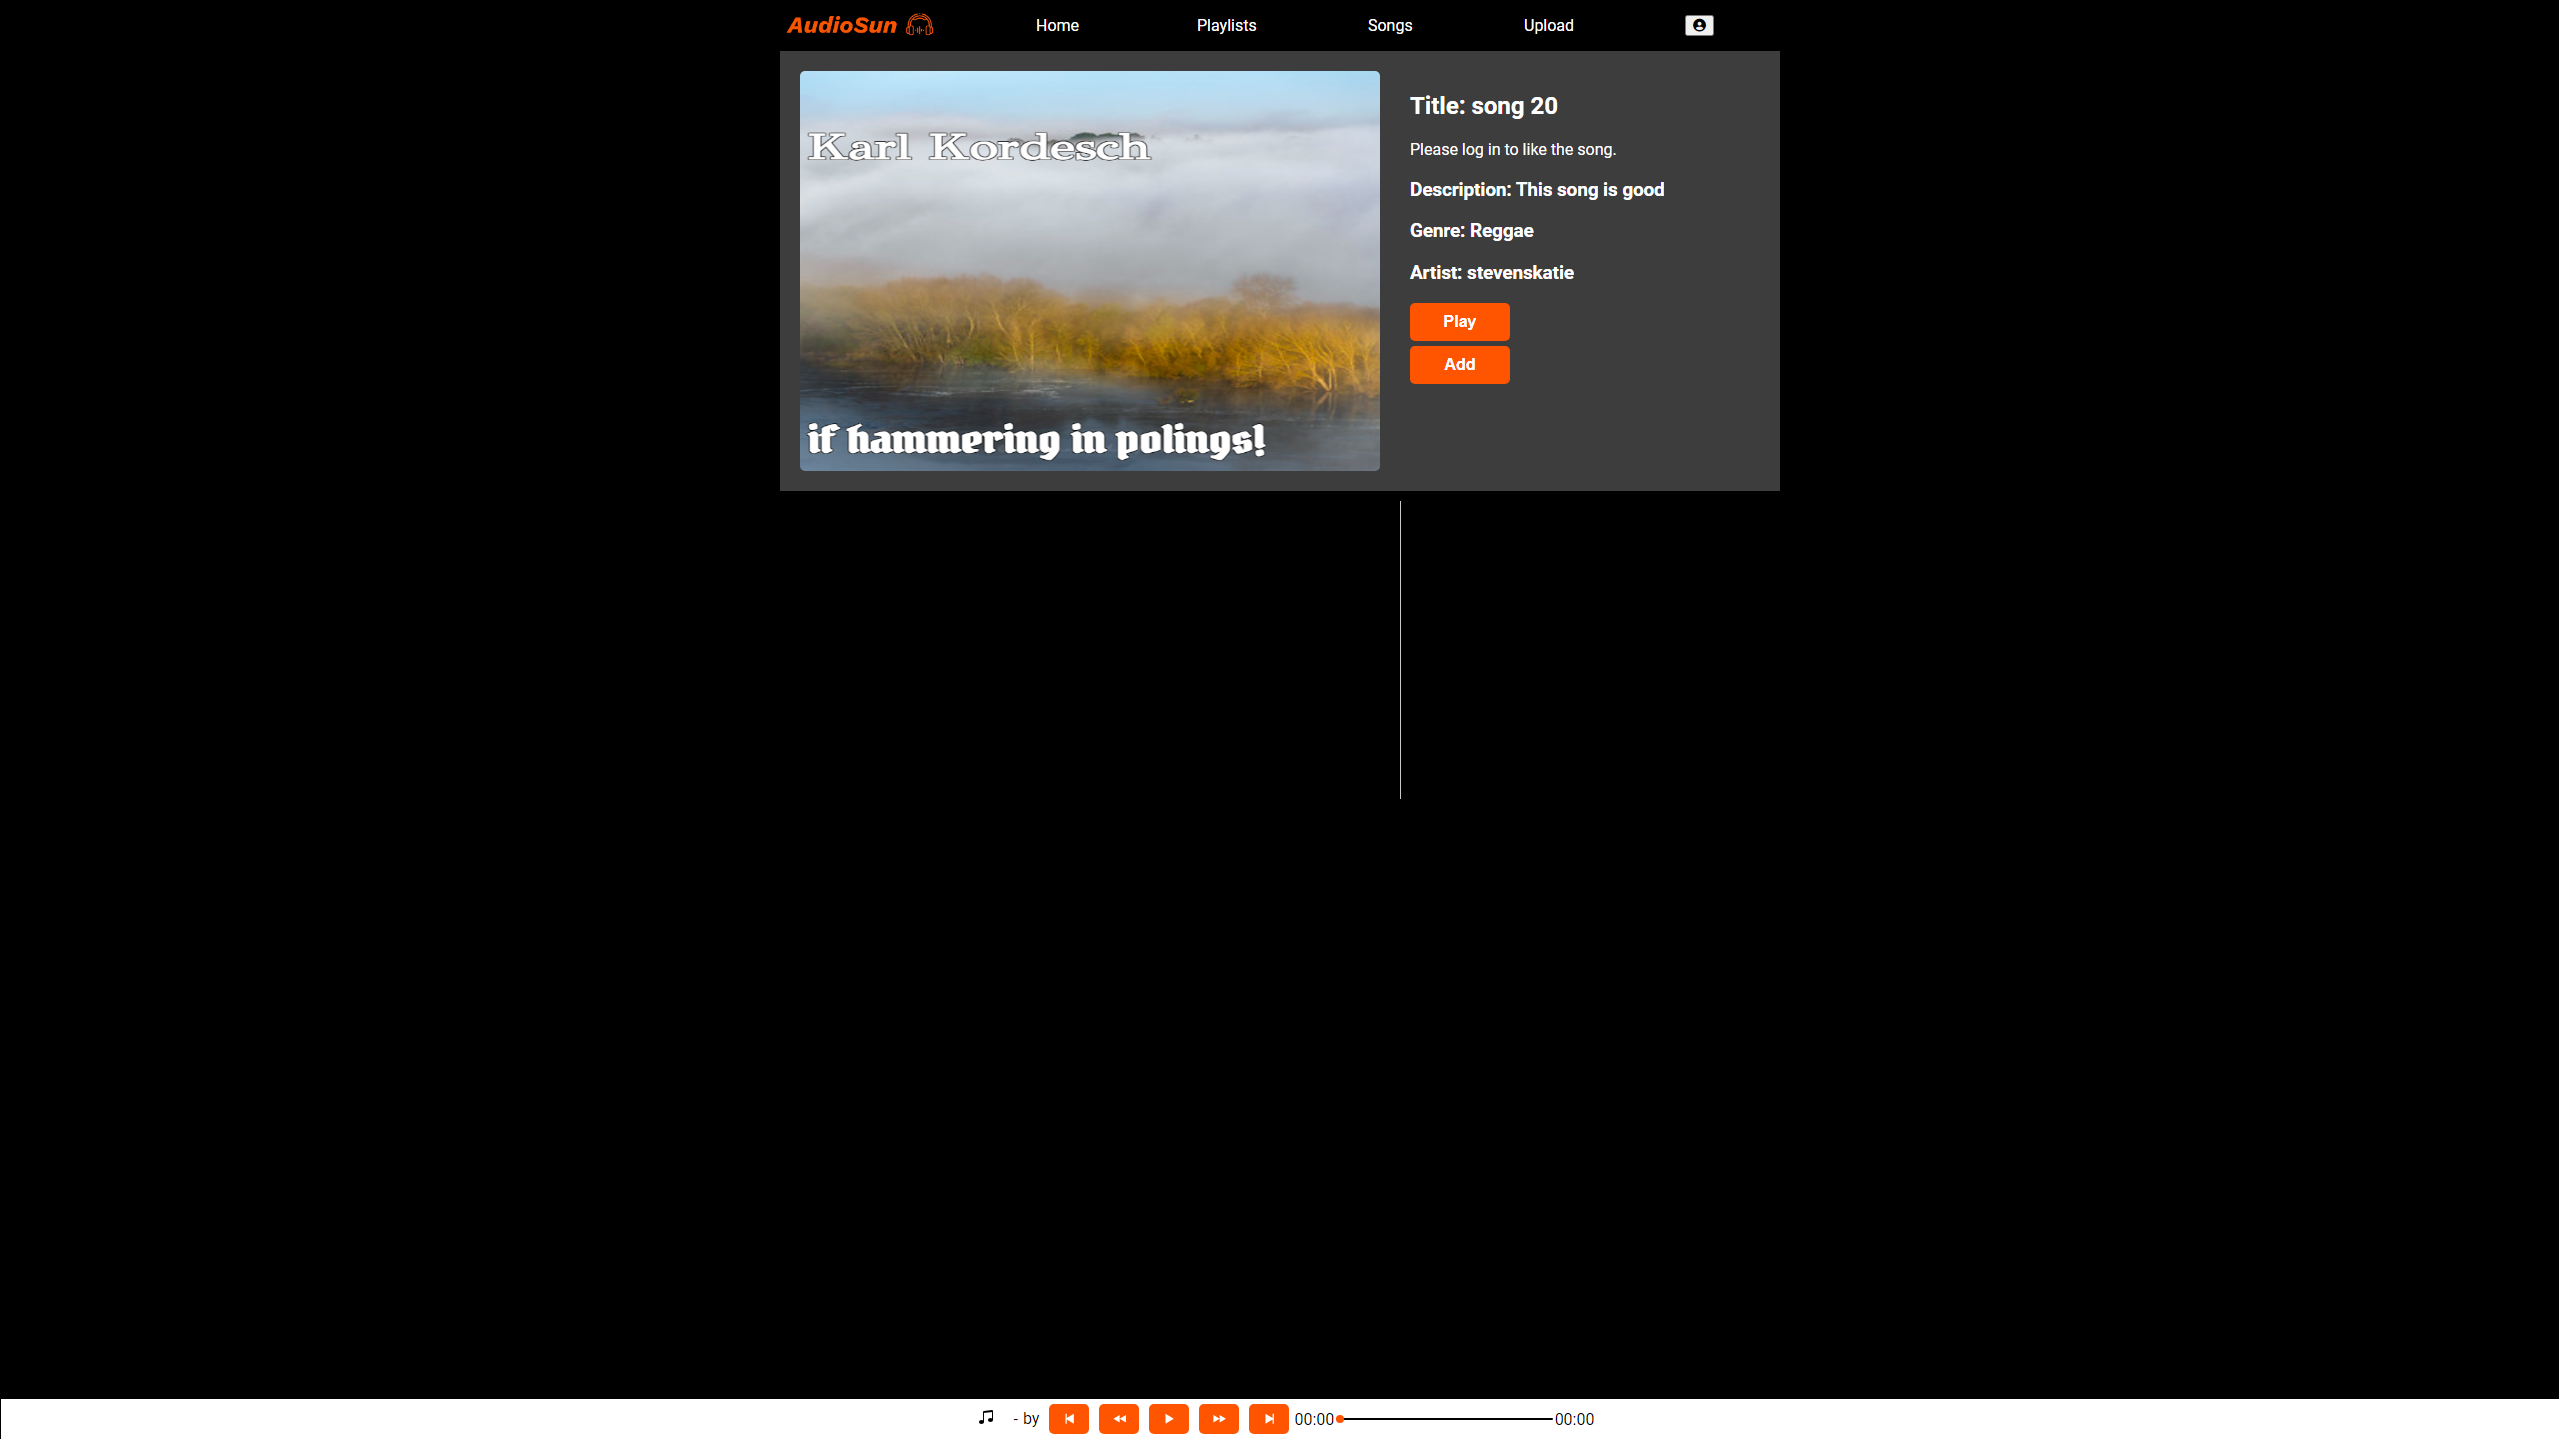 AudioSun
Home
Playlists
Songs
Upload
Karl Kordesch
if hammering in polings!
Title: song 20
Please log in to like the song.
Description: This song is good
Genre: Reggae
Artist: stevenskatie
Play
Add
- by
00:00
00:00